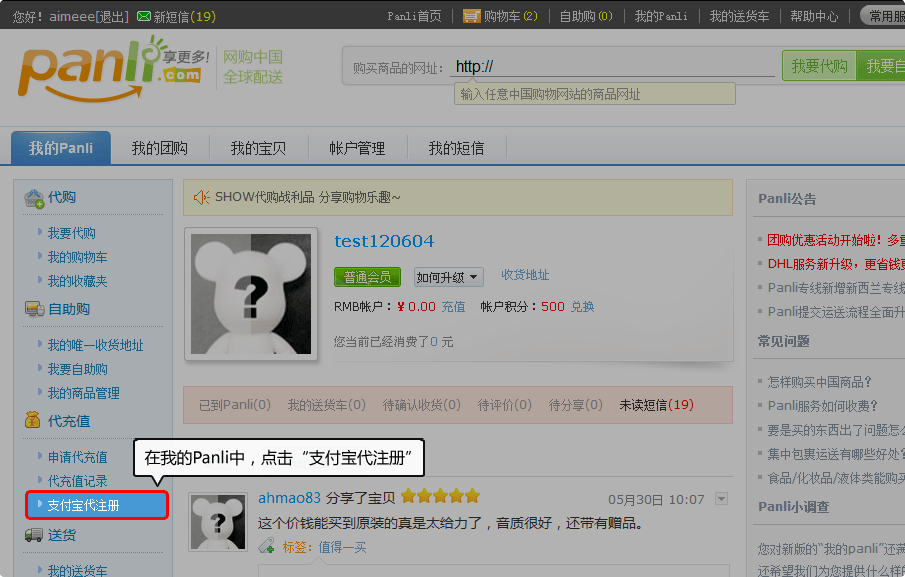 您好！aimeee[退出] 新短信(19) Panli首页 购物车(2) 自助购(0) 我的Panli 我的送货车 帮助中心 常用服
panli.com 享更多! 网购中国
全球配送
购买商品的网址： http:// 我要代购 我要自
输入任意中国购物网站的商品网址
我的Panli 我的团购 我的宝贝 帐户管理 我的短信
代购
我要代购
我的购物车
我的收藏夹
自助购
我的唯一收货地址
我要自助购
我的商品管理
代充值
申请代充值
代充值记录
支付宝代注册
送货
我的送货车
SHOW代购战利品 分享购物乐趣~
test120604
普通会员 如何升级 收货地址
RMB帐户：¥ 0.00 充值 帐户积分：500 兑换
您当前已经消费了0 元
已到Panli(0) 我的送货车(0) 待确认收货(0) 待评价(0) 待分享(0) 未读短信(19)
在我的Panli中，点击“支付宝代注册”
ahmao83 分享了宝贝 05月30日 10:07
这个价钱能买到原装的真是太给力了，音质很好，还带有赠品。
标签：值得一买
Panli公告
团购优惠活动开始啦！多重
DHL服务新升级，更省钱更
Panli专线新增新西兰专线
Panli提交运送流程全面升
常见问题
怎样购买中国商品？
Panli服务如何收费？
要是买的东西出了问题怎么
集中包裹运送有哪些好处？
食品/化妆品/液体类能购买
Panli小调查
您对新版的“我的panli”还满
还希望我们为您提供什么样的